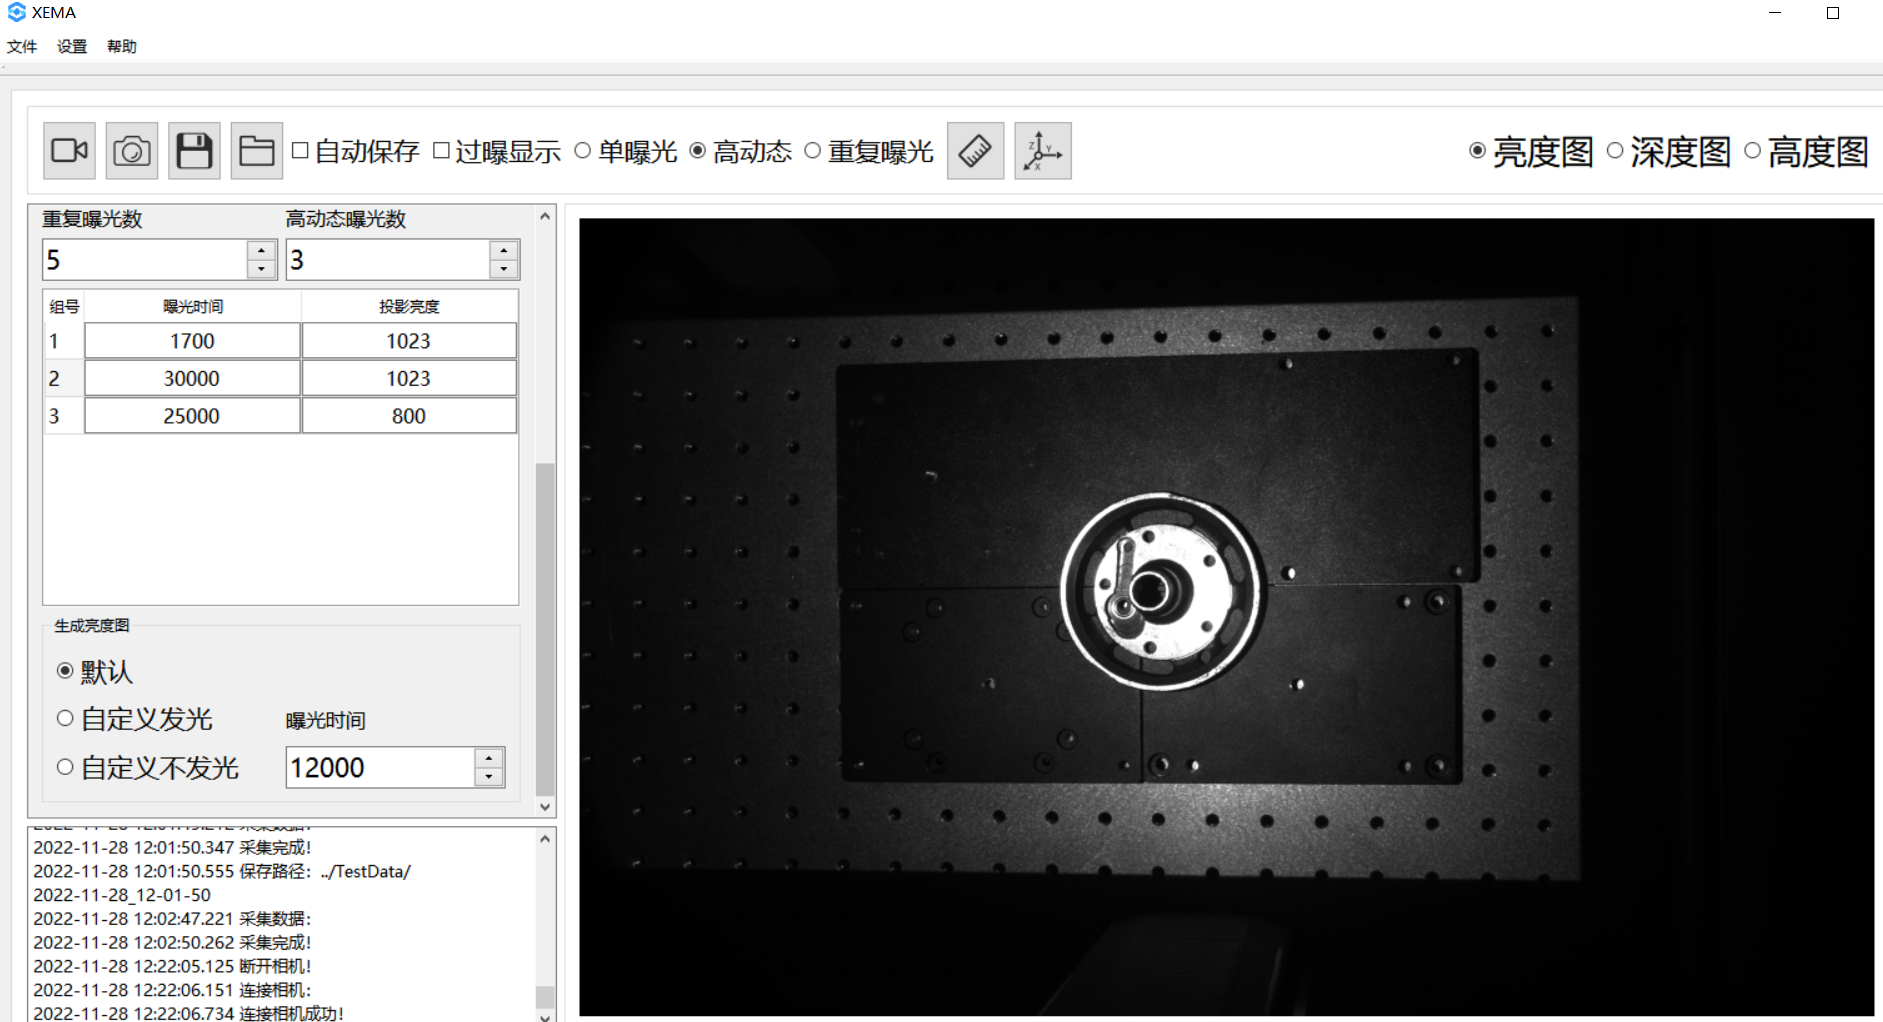 XEMA
文件 设置 帮助
自动保存 过曝显示 单曝光 高动态 重复曝光 亮度图 深度图 高度图
重复曝光数 高动态曝光数
5 3
组号 曝光时间 投影亮度
1 1700 1023
2 30000 1023
3 25000 800
生成亮度图
默认
自定义发光 曝光时间
自定义不发光 12000
2022-11-28 12:01:50.347 采集完成!
2022-11-28 12:01:50.555 保存路径: ../TestData/
2022-11-28_12-01-50
2022-11-28 12:02:47.221 采集数据:
2022-11-28 12:02:50.262 采集完成!
2022-11-28 12:22:05.125 断开相机!
2022-11-28 12:22:06.151 连接相机:
2022-11-28 12:22:06.734 连接相机成功!